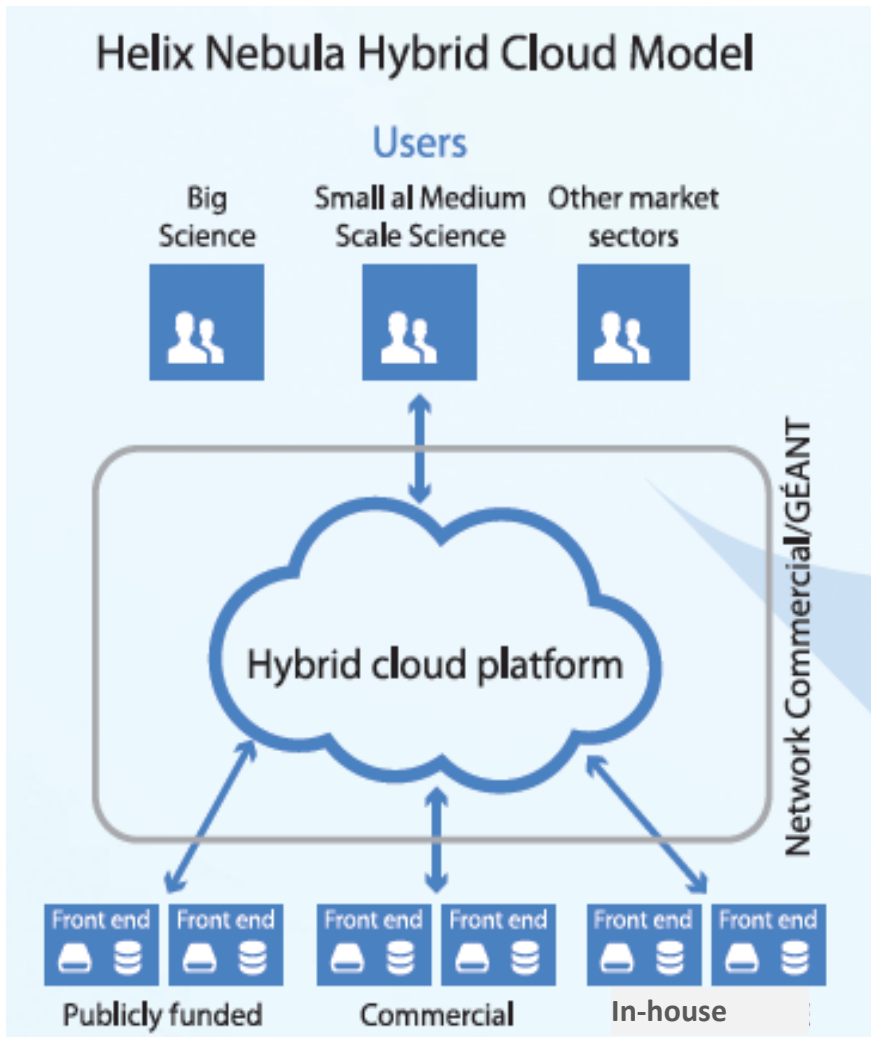 Helix Nebula Hybrid Cloud Model
Users
Big
Science
Small al Medium
Scale Science
Other market
sectors
Network Commercial/GÉANT
Hybrid cloud platform
Front end
Front end
Front end
Front end
Front end
Front end
Publicly funded
Commercial
In-house